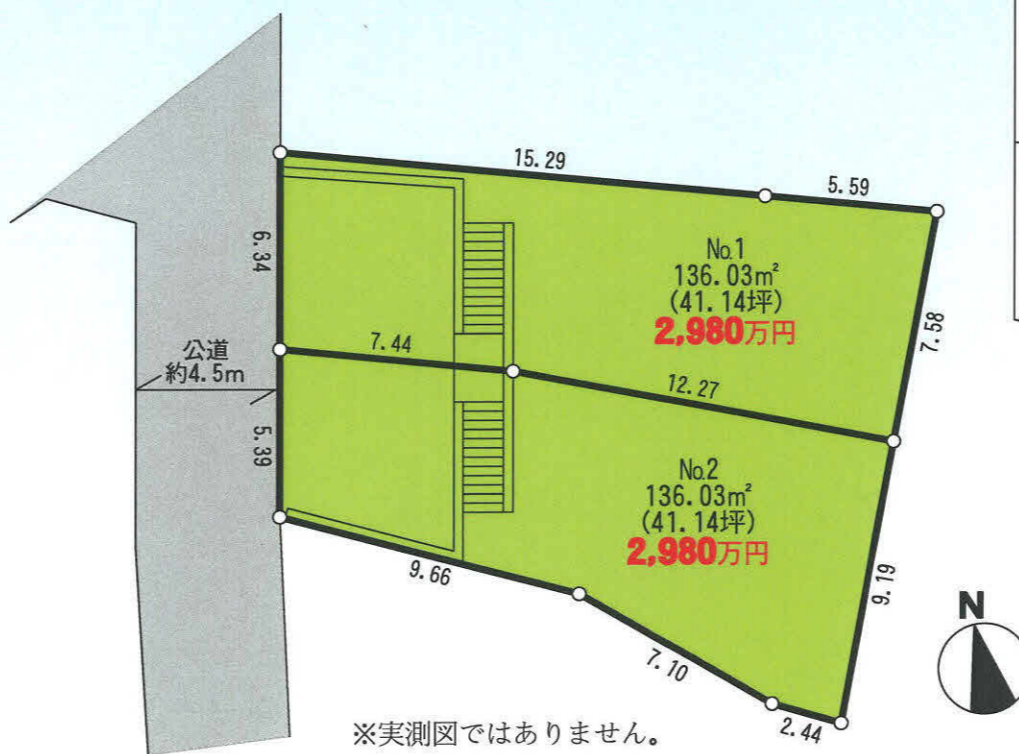 15.29
5.59
6.34
No.1
136.03m²
(41.14坪)
2,980万円
7.58
7.44
公道
約4.5m
12.27
5.39
No.2
136.03m²
(41.14坪)
2,980万円
9.66
9.19
N
7.10
2.44
※実測図ではありません。